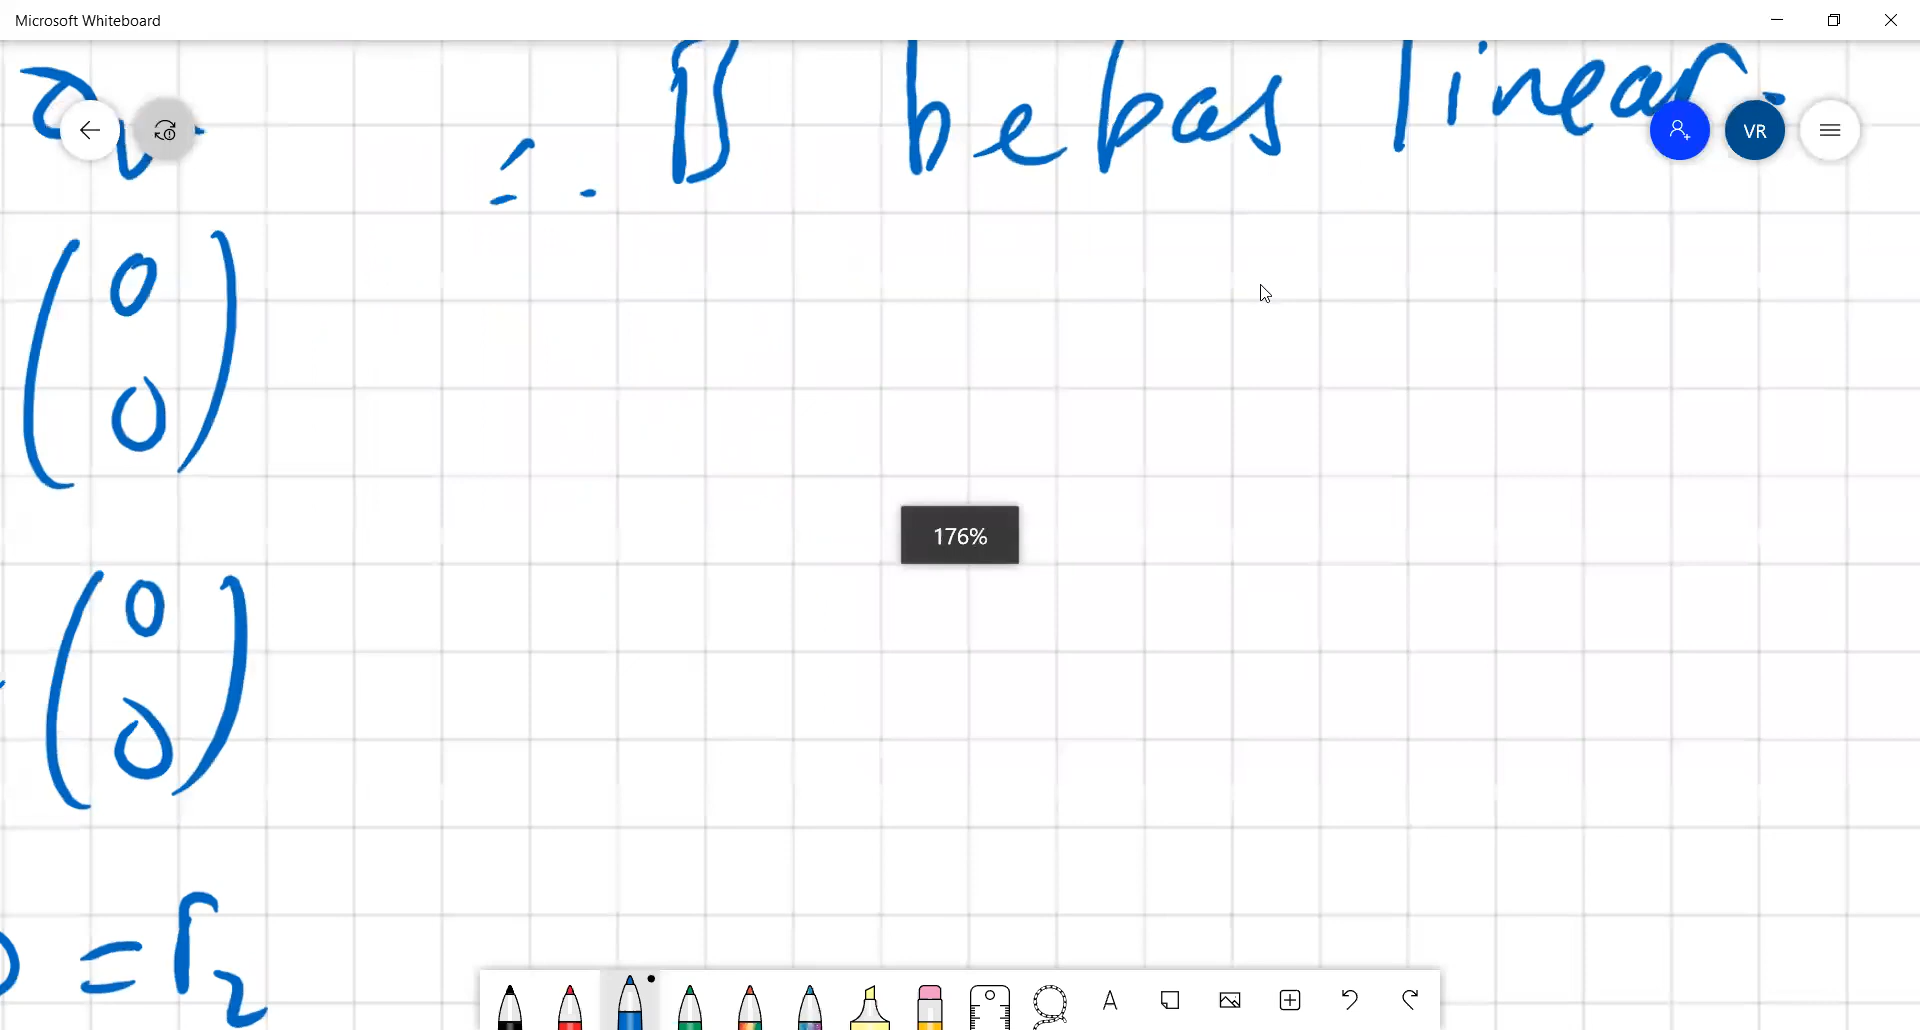 Microsoft Whiteboard
∴ B bebas linear.
VR
( 0
0 )
176%
( 0
0 )
= r₂
A